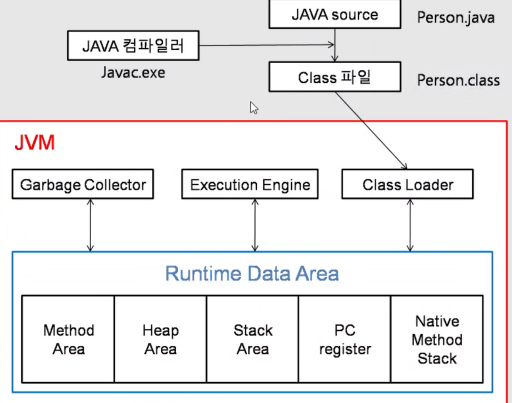 JAVA source
Person.java
JAVA 컴파일러
Javac.exe
Class 파일
Person.class
JVM
Garbage Collector
Execution Engine
Class Loader
Runtime Data Area
Method
Area
Heap
Area
Stack
Area
PC
register
Native
Method
Stack